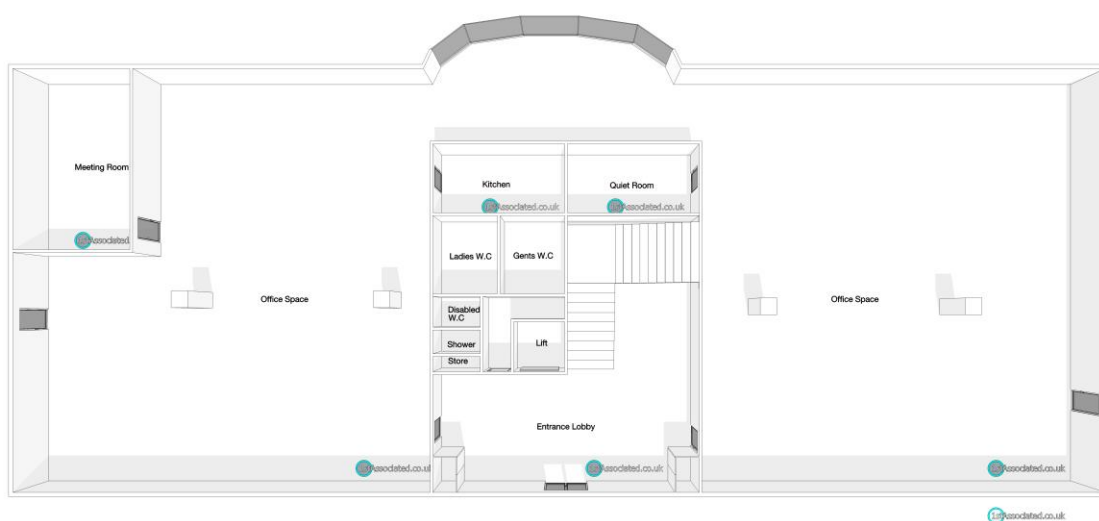 Meeting Room
Kitchen
Quiet Room
1stAssociated.co.uk
1stAssociated.co.uk
1stAssociated
Ladies W.C
Gents W.C
Office Space
Office Space
Disabled
W.C
Shower
Lift
Store
Entrance Lobby
1stAssociated.co.uk
1stAssociated.co.uk
1stAssociated.co.uk
1stAssociated.co.uk